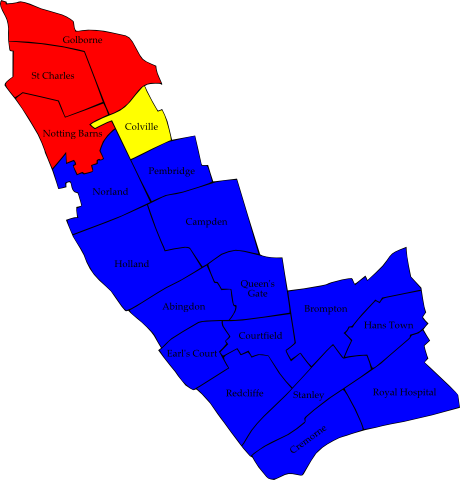 Golborne
St Charles
Colville
Notting Barns
Pembridge
Norland
Campden
Holland
Queen's
Gate
Abingdon
Brompton
Hans Town
Courtfield
Earl's Court
Redcliffe
Stanley
Royal Hospital
Cremorne